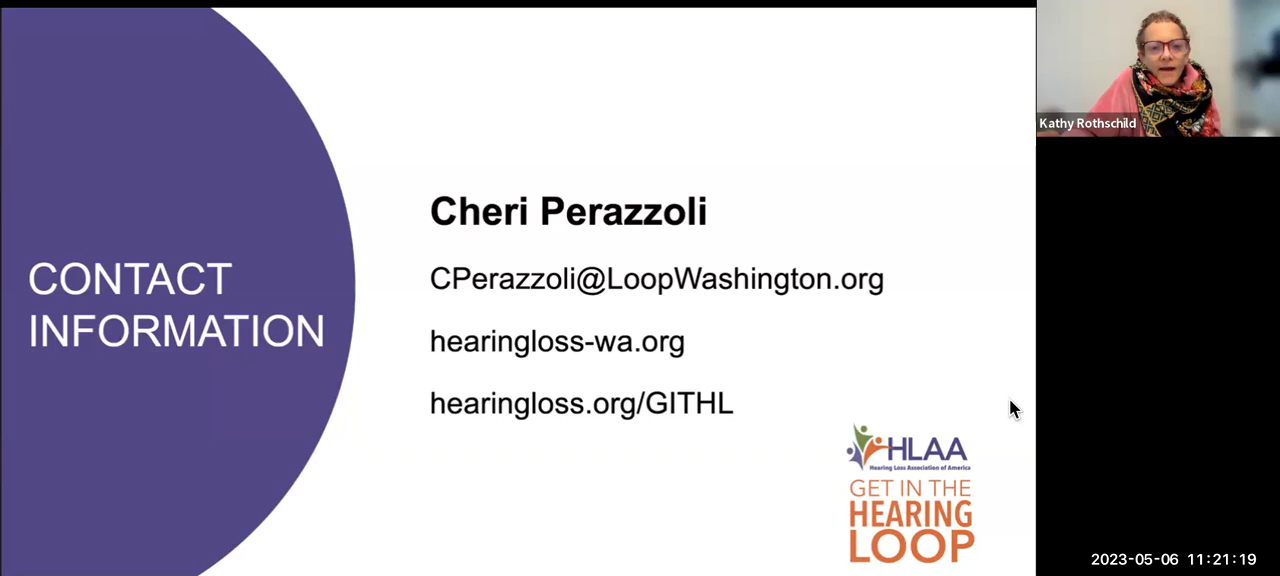 Kathy Rothschild
CONTACT
INFORMATION
Cheri Perazzoli
CPerazzoli@LoopWashington.org
hearingloss-wa.org
hearingloss.org/GITHL
HLAA
Hearing Loss Association of America
GET IN THE
HEARING
LOOP
2023-05-06 11:21:19